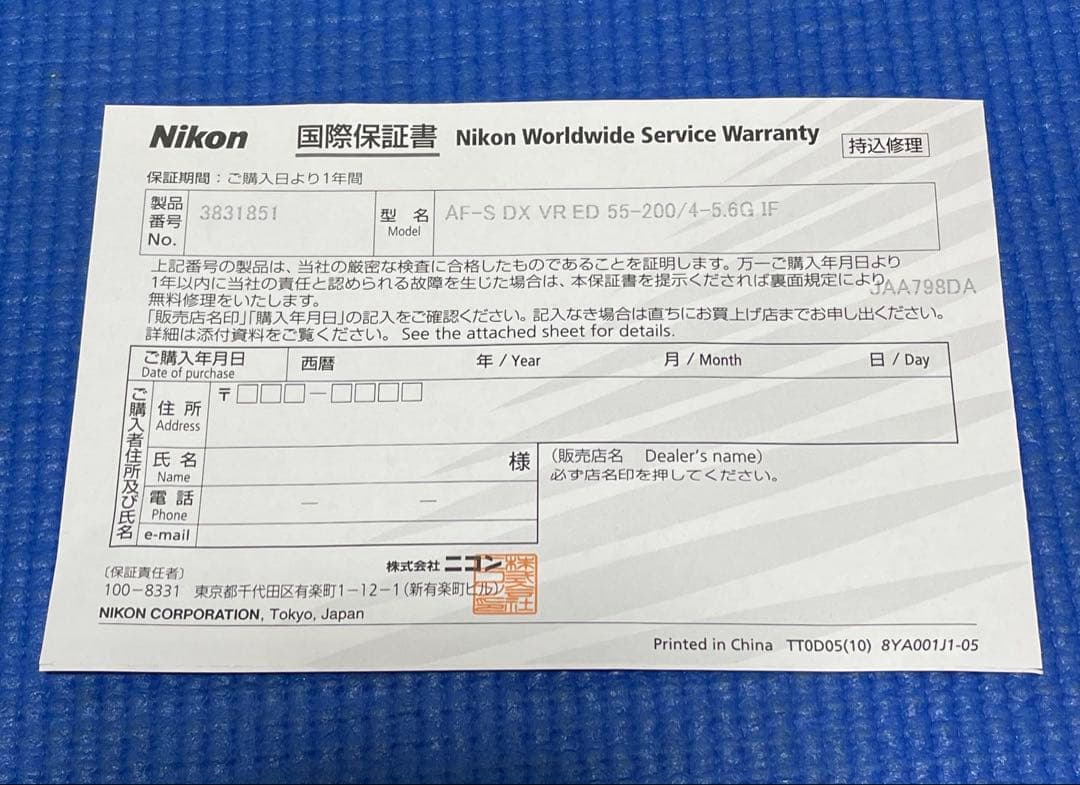 Nikon 国際保証書 Nikon Worldwide Service Warranty 持込修理
保証期間：ご購入日より1年間
製品番号 No. 3831851 型 名 Model AF-S DX VR ED 55-200/4-5.6G IF
上記番号の製品は、当社の厳密な検査に合格したものであることを証明します。万一ご購入年月日より
1年以内に当社の責任と認められる故障を生じた場合は、本保証書を提示くだされば裏面規定により
JAA798DA
無料修理をいたします。
「販売店名印」「購入年月日」の記入をご確認ください。記入なき場合は直ちにお買上げ店までお申し出ください。
詳細は添付資料をご覧ください。 See the attached sheet for details.
ご購入年月日 Date of purchase 西暦 年 / Year 月 / Month 日 / Day
ご購入者住所及び氏名
住 所 Address 〒□□□－□□□□
氏 名 Name 様
電 話 Phone － －
e-mail
(販売店名 Dealer's name)
必ず店名印を押してください。
〔保証責任者〕
株式会社 ニコン
100－8331 東京都千代田区有楽町1－12－1(新有楽町ビル)
NIKON CORPORATION, Tokyo, Japan
Printed in China TT0D05(10) 8YA001J1-05